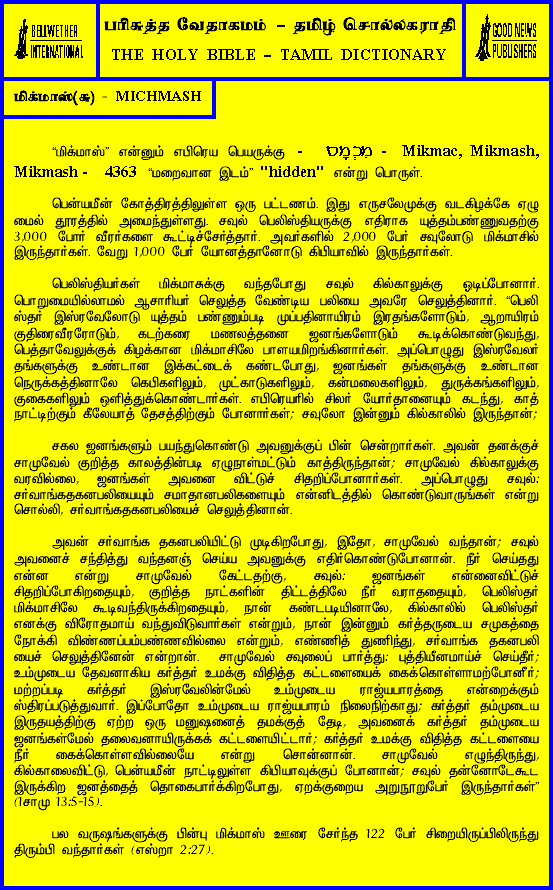 BELLWETHER
INTERNATIONAL
பரிசுத்த வேதாகமம் – தமிழ் சொல்லகராதி
THE HOLY BIBLE – TAMIL DICTIONARY
GOOD NEWS
PUBLISHERS
மிக்மாஸ்(சு) - MICHMASH
“மிக்மாஸ்” என்னும் எபிரெய பெயருக்கு - מכמס - Mikmac, Mikmash,
Mikmash - 4363 “மறைவான இடம்” "hidden" என்று பொருள்.
பென்யமீன் கோத்திரத்திலுள்ள ஒரு பட்டணம். இது எருசலேமுக்கு வடகிழக்கே ஏழு
மைல் தூரத்தில் அமைந்துள்ளது. சவுல் பெலிஸ்தியருக்கு எதிராக யுத்தம்பண்ணுவதற்கு
3,000 போர் வீரர்களை கூட்டிச்சேர்த்தார். அவர்களில் 2,000 பேர் சவுலோடு மிக்மாசில்
இருந்தார்கள். வேறு 1,000 பேர் யோனத்தானோடு கிபியாவில் இருந்தார்கள்.
பெலிஸ்தியர்கள் மிக்மாசுக்கு வந்தபோது சவுல் கில்காலுக்கு ஓடிப்போனார்.
பொறுமையில்லாமல் ஆசாரியர் செலுத்த வேண்டிய பலியை அவரே செலுத்தினார். “பெலி
ஸ்தர் இஸ்ரவேலோடு யுத்தம் பண்ணும்படி முப்பதினாயிரம் இரதங்களோடும், ஆறாயிரம்
குதிரைவீரரோடும், கடற்கரை மணலத்தனை ஜனங்களோடும் கூடிக்கொண்டுவந்து,
பெத்தாவேலுக்குக் கிழக்கான மிக்மாசிலே பாளயமிறங்கினார்கள். அப்பொழுது இஸ்ரவேலர்
தங்களுக்கு உண்டான இக்கட்டைக் கண்டபோது, ஜனங்கள் தங்களுக்கு உண்டான
நெருக்கத்தினாலே கெபிகளிலும், முட்காடுகளிலும், கன்மலைகளிலும், துருக்கங்களிலும்,
குகைகளிலும் ஒளித்துக்கொண்டார்கள். எபிரெயரில் சிலர் யோர்தானையும் கடந்து, காத்
நாட்டிற்கும் கீலேயாத் தேசத்திற்கும் போனார்கள்; சவுலோ இன்னும் கில்காலில் இருந்தான்;
சகல ஜனங்களும் பயந்துகொண்டு அவனுக்குப் பின் சென்றார்கள். அவன் தனக்குச்
சாமுவேல் குறித்த காலத்தின்படி ஏழுநாள்மட்டும் காத்திருந்தான்; சாமுவேல் கில்காலுக்கு
வரவில்லை, ஜனங்கள் அவனை விட்டுச் சிதறிப்போனார்கள். அப்பொழுது சவுல்:
சர்வாங்கதகனபலியையும் சமாதானபலிகளையும் என்னிடத்தில் கொண்டுவாருங்கள் என்று
சொல்லி, சர்வாங்கதகனபலியைச் செலுத்தினான்.
அவன் சர்வாங்க தகனபலியிட்டு முடிகிறபோது, இதோ, சாமுவேல் வந்தான்; சவுல்
அவனைச் சந்தித்து வந்தனஞ் செய்ய அவனுக்கு எதிர்கொண்டுபோனான். நீர் செய்தது
என்ன என்று சாமுவேல் கேட்டதற்கு, சவுல்: ஜனங்கள் என்னைவிட்டுச்
சிதறிப்போகிறதையும், குறித்த நாட்களின் திட்டத்திலே நீர் வராததையும், பெலிஸ்தர்
மிக்மாசிலே கூடிவந்திருக்கிறதையும், நான் கண்டபடியினாலே, கில்காலில் பெலிஸ்தர்
எனக்கு விரோதமாய் வந்துவிடுவார்கள் என்றும், நான் இன்னும் கர்த்தருடைய சமுகத்தை
நோக்கி விண்ணப்பம்பண்ணவில்லை என்றும், எண்ணித் துணிந்து, சர்வாங்க தகனபலி
யைச் செலுத்தினேன் என்றான். சாமுவேல் சவுலைப் பார்த்து: புத்தியீனமாய்ச் செய்தீர்;
உம்முடைய தேவனாகிய கர்த்தர் உமக்கு விதித்த கட்டளையைக் கைக்கொள்ளாமற்போனீர்;
மற்றப்படி கர்த்தர் இஸ்ரவேலின்மேல் உம்முடைய ராஜ்யபாரத்தை என்றைக்கும்
ஸ்திரப்படுத்துவார். இப்போதோ உம்முடைய ராஜ்யபாரம் நிலைநிற்காது; கர்த்தர் தம்முடைய
இருதயத்திற்கு ஏற்ற ஒரு மனுஷனைத் தமக்குத் தேடி, அவனைக் கர்த்தர் தம்முடைய
ஜனங்கள்மேல் தலைவனாயிருக்கக் கட்டளையிட்டார்; கர்த்தர் உமக்கு விதித்த கட்டளையை
நீர் கைக்கொள்ளவில்லையே என்று சொன்னான். சாமுவேல் எழுந்திருந்து,
கில்காலைவிட்டு, பென்யமீன் நாட்டிலுள்ள கிபியாவுக்குப் போனான்; சவுல் தன்னோடேகூட
இருக்கிற ஜனத்தைத் தொகைபார்க்கிறபோது, ஏறக்குறைய அறுநூறுபேர் இருந்தார்கள்”
(1சாமு 13:5-15).
பல வருஷங்களுக்கு பின்பு மிக்மாஸ் ஊரை சேர்ந்த 122 பேர் சிறையிருப்பிலிருந்து
திரும்பி வந்தார்கள் (எஸ்றா 2:27).